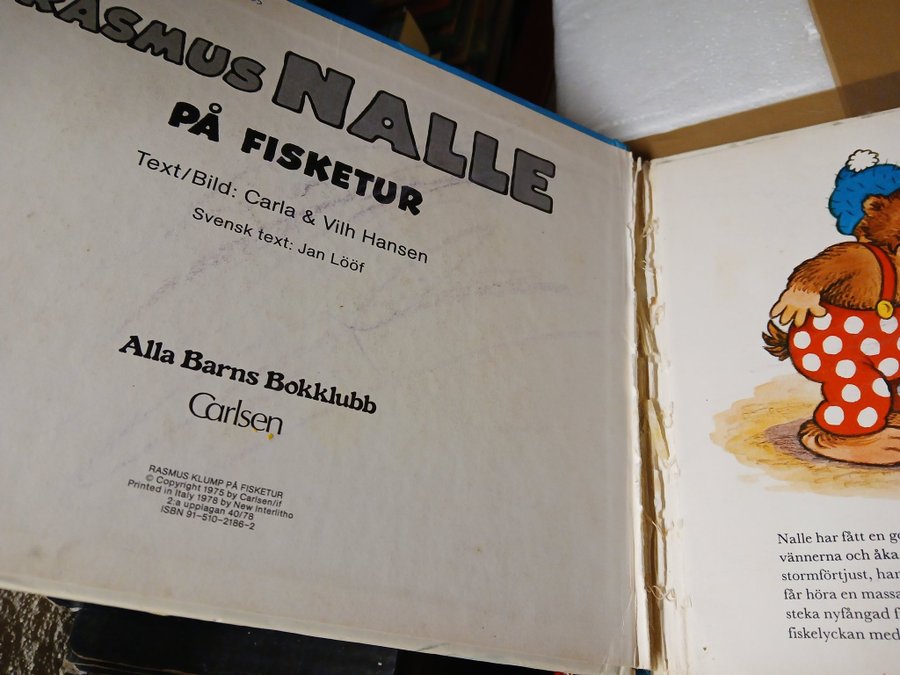 RASMUS NALLE
PÅ FISKETUR
Text/Bild: Carla & Vilh Hansen
Svensk text: Jan Lööf
Alla Barns Bokklubb
Carlsen
RASMUS KLUMP PÅ FISKETUR
© Copyright 1975 by Carlsen/if
Printed in Italy 1978 by New Interlitho
2:a upplagan 40/78
ISBN 91-510-2186-2
Nalle har fått en
vännerna och åka
stormförtjust, han
får höra en massa
steka nyfångad
fiskelyckan med